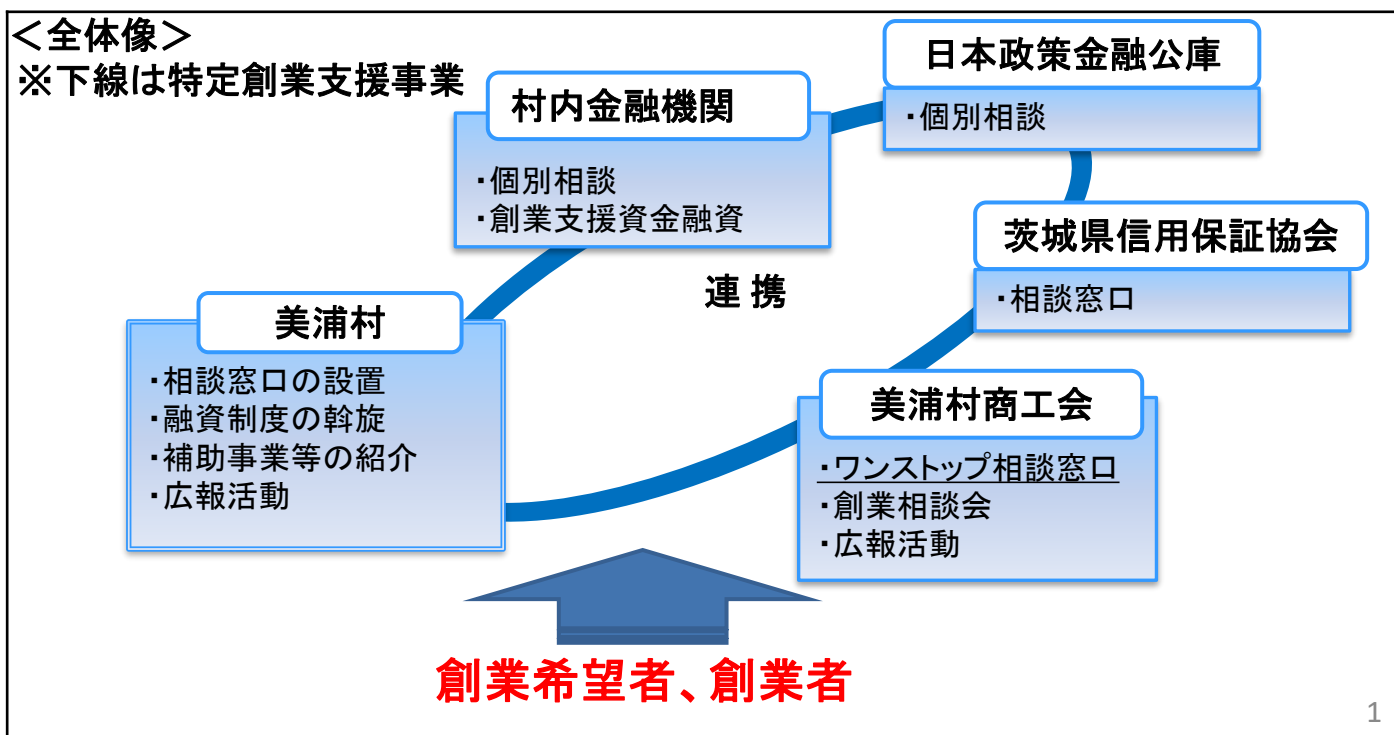 ＜全体像＞
※下線は特定創業支援事業
村内金融機関
・個別相談
・創業支援資金融資
日本政策金融公庫
・個別相談
茨城県信用保証協会
・相談窓口
連 携
美浦村
・相談窓口の設置
・融資制度の斡旋
・補助事業等の紹介
・広報活動
美浦村商工会
・ワンストップ相談窓口
・創業相談会
・広報活動
創業希望者、創業者
1